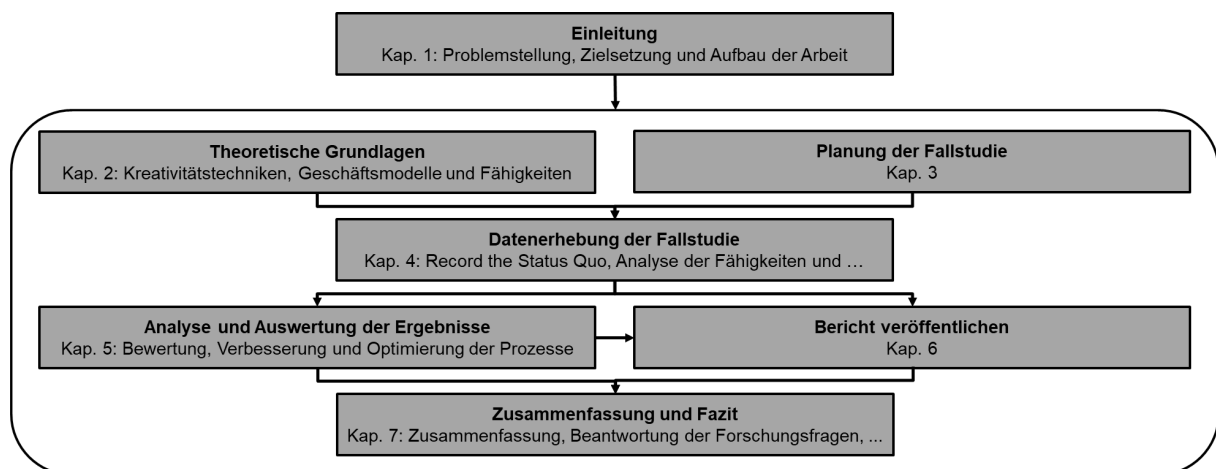 Einleitung
Kap. 1: Problemstellung, Zielsetzung und Aufbau der Arbeit
Theoretische Grundlagen
Kap. 2: Kreativitätstechniken, Geschäftsmodelle und Fähigkeiten
Planung der Fallstudie
Kap. 3
Datenerhebung der Fallstudie
Kap. 4: Record the Status Quo, Analyse der Fähigkeiten und …
Analyse und Auswertung der Ergebnisse
Kap. 5: Bewertung, Verbesserung und Optimierung der Prozesse
Bericht veröffentlichen
Kap. 6
Zusammenfassung und Fazit
Kap. 7: Zusammenfassung, Beantwortung der Forschungsfragen, ...